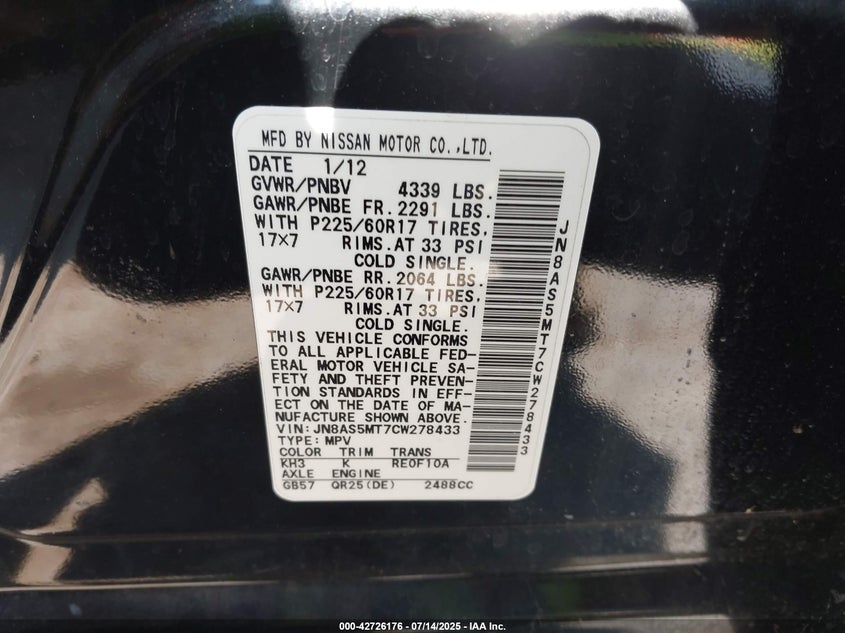 MFD BY NISSAN MOTOR CO.,LTD.
DATE 1/12
GVWR/PNBV 4339 LBS.
GAWR/PNBE FR. 2291 LBS.
WITH P225/60R17 TIRES,
17×7 RIMS.AT 33 PSI
COLD SINGLE.
GAWR/PNBE RR. 2064 LBS.
WITH P225/60R17 TIRES,
17×7 RIMS.AT 33 PSI
COLD SINGLE.
THIS VEHICLE CONFORMS
TO ALL APPLICABLE FED-
ERAL MOTOR VEHICLE SA-
FETY AND THEFT PREVEN-
TION STANDARDS IN EFF-
ECT ON THE DATE OF MA-
NUFACTURE SHOWN ABOVE.
VIN:JN8AS5MT7CW278433
TYPE:MPV
COLOR TRIM TRANS
KH3 K RE0F10A
AXLE ENGINE
GB57 QR25(DE) 2488CC
JN8AS5MT7CW278433
000-42726176 - 07/14/2025 - IAA Inc.